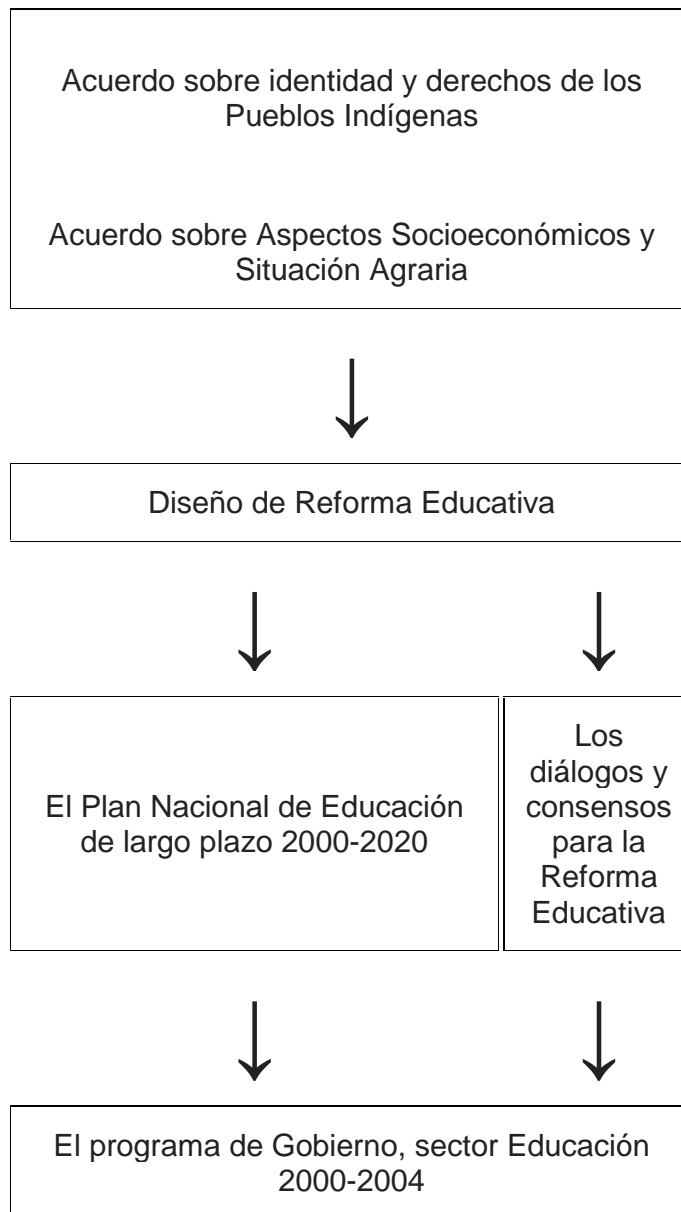 Acuerdo sobre identidad y derechos de los
Pueblos Indígenas
Acuerdo sobre Aspectos Socioeconómicos y
Situación Agraria
Diseño de Reforma Educativa
El Plan Nacional de Educación
de largo plazo 2000-2020
Los
diálogos y
consensos
para la
Reforma
Educativa
El programa de Gobierno, sector Educación
2000-2004